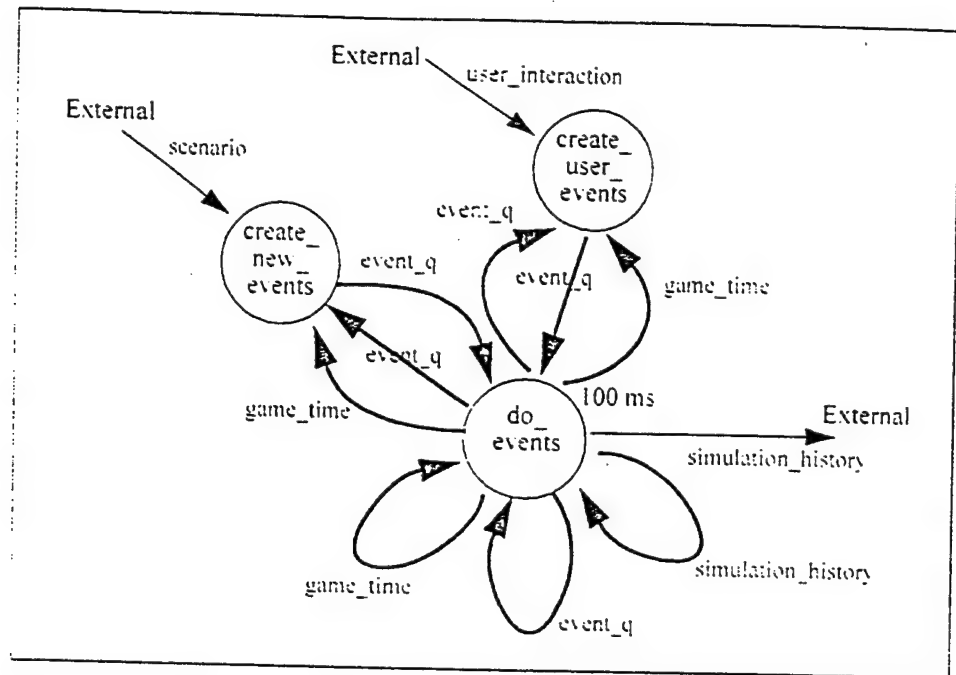 External
user_interaction
External
scenario
create_
user_
events
create_
new_
events
event_q
event_q
event_q
game_time
event_q
game_time
100 ms
do_
events
External
simulation_history
game_time
simulation_history
event_q